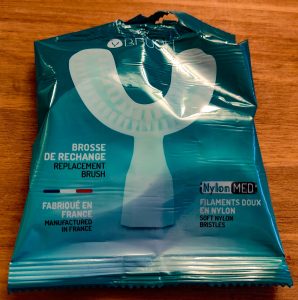 Y BRUSH
BROSSE
DE RECHANGE
REPLACEMENT
BRUSH
FABRIQUÉ EN
FRANCE
MANUFACTURED
IN FRANCE
NylonMED
FILAMENTS DOUX
EN NYLON
SOFT NYLON
BRISTLES